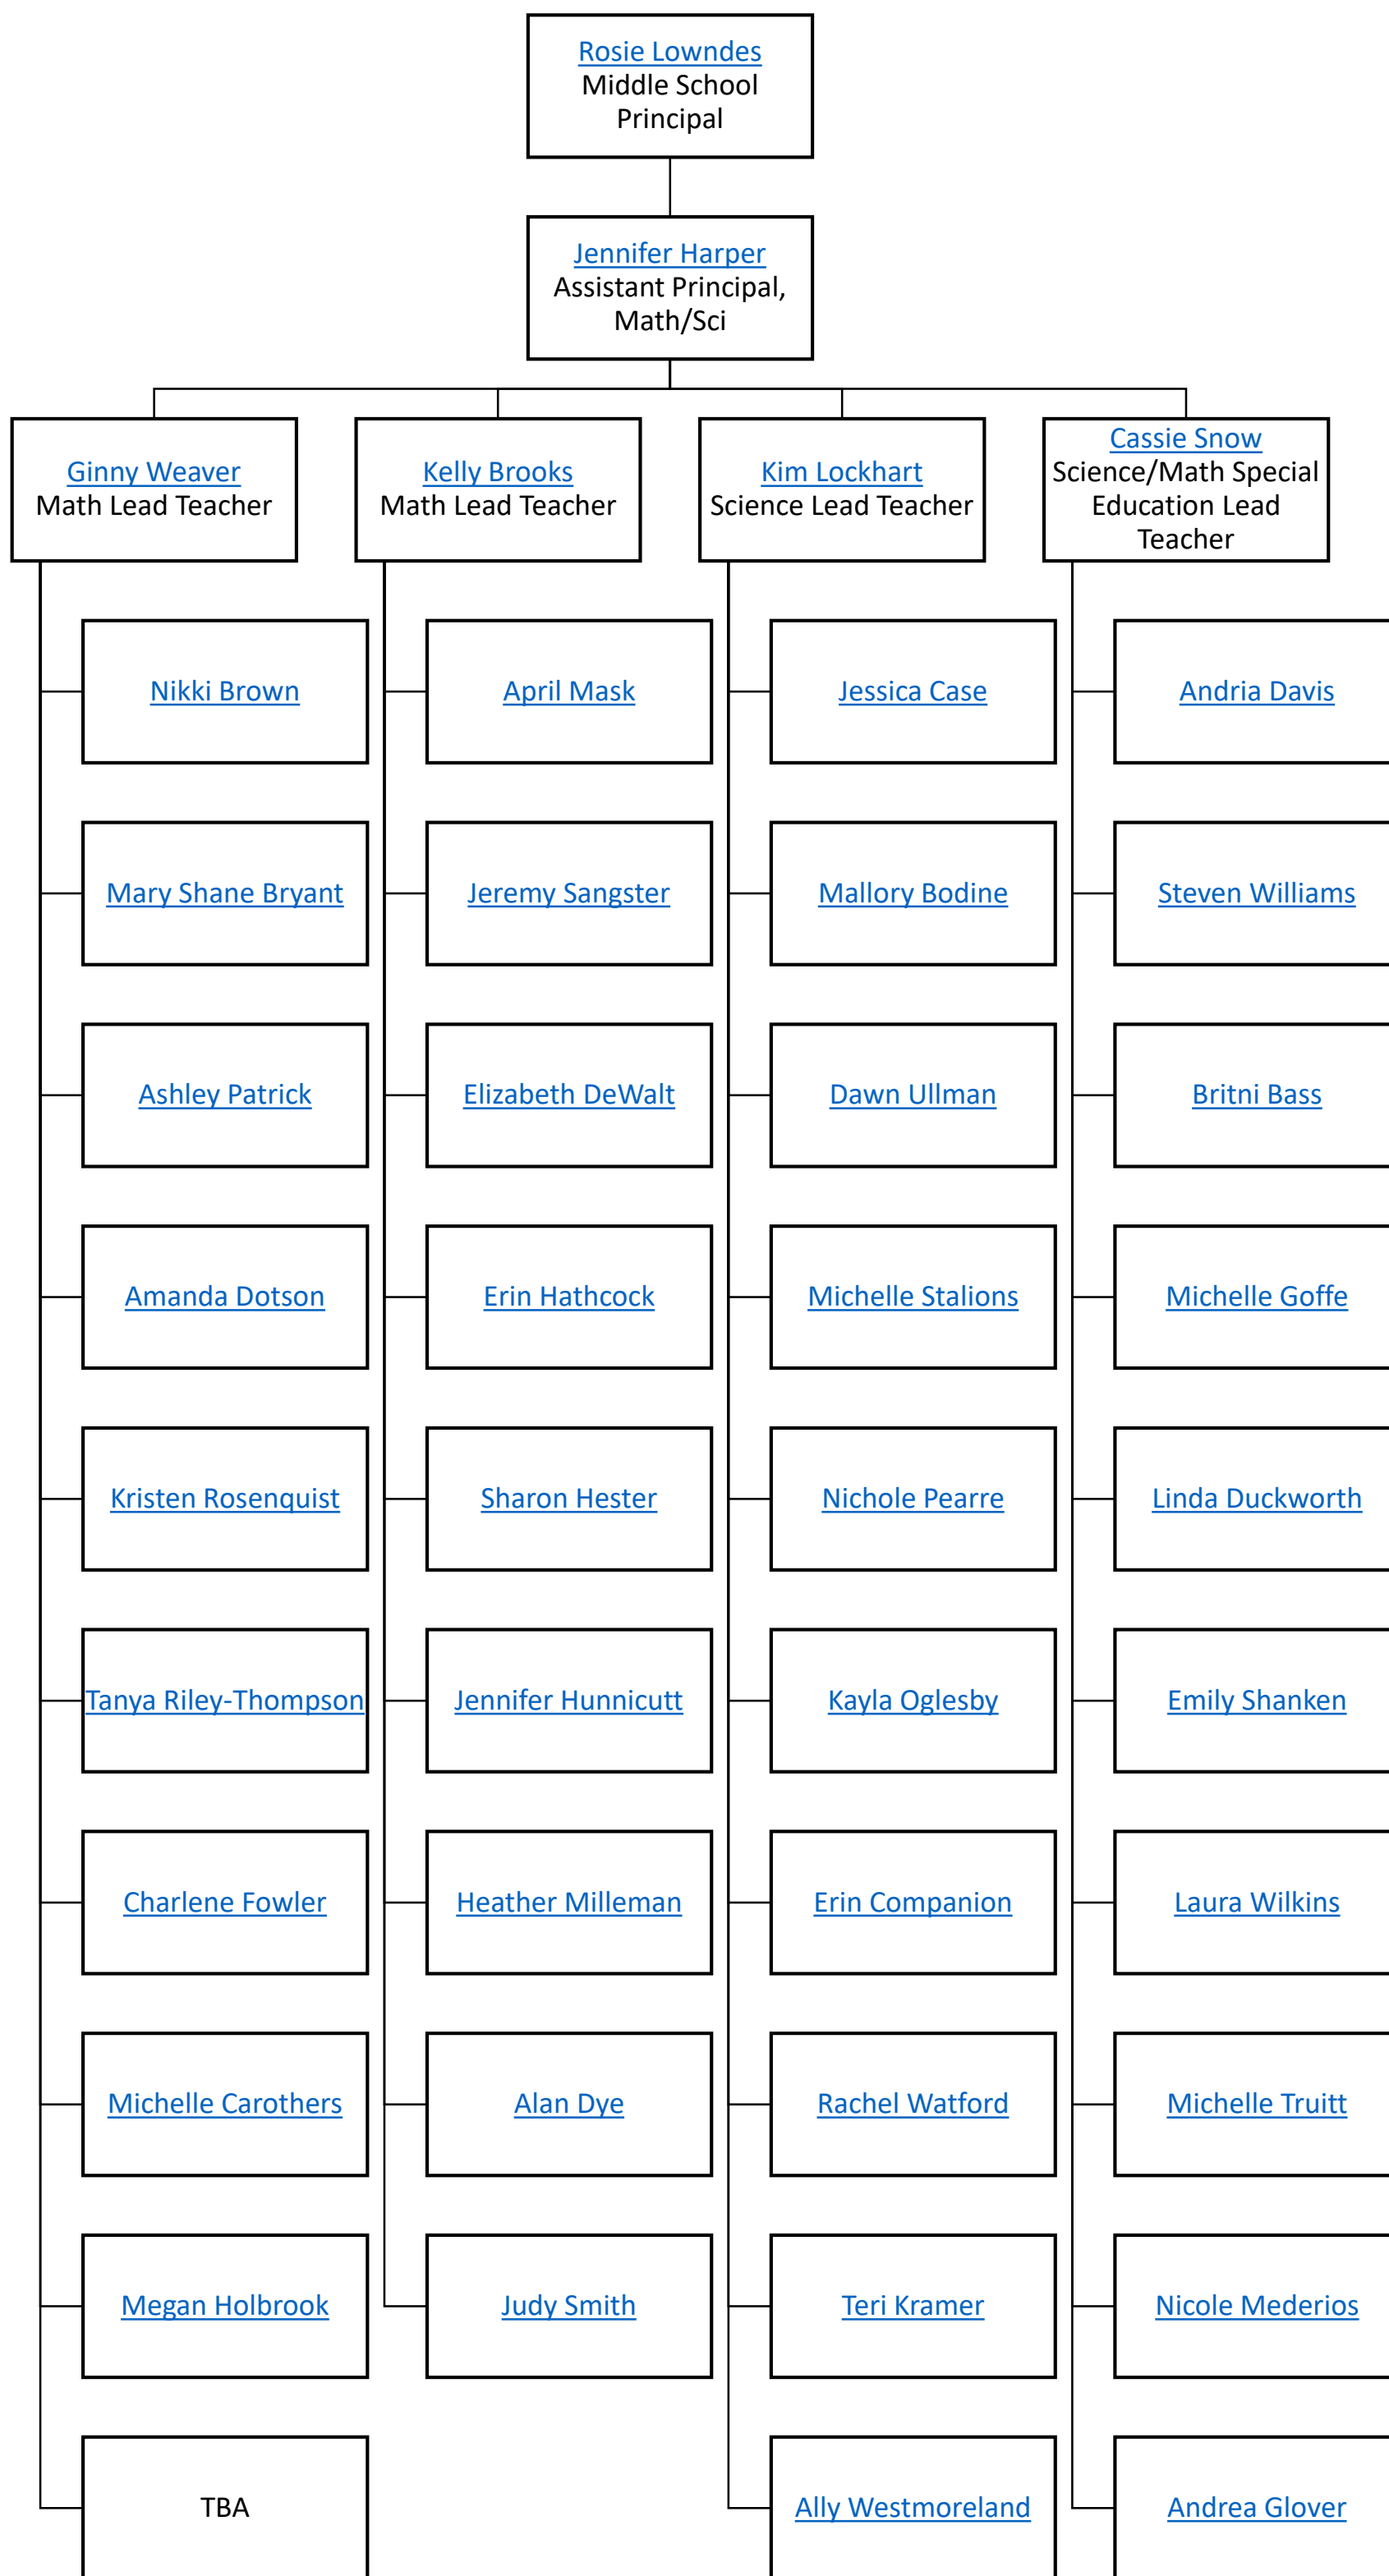 Rosie Lowndes
Middle School
Principal
Jennifer Harper
Assistant Principal,
Math/Sci
Ginny Weaver
Math Lead Teacher
Kelly Brooks
Math Lead Teacher
Kim Lockhart
Science Lead Teacher
Cassie Snow
Science/Math Special
Education Lead
Teacher
Nikki Brown
April Mask
Jessica Case
Andria Davis
Mary Shane Bryant
Jeremy Sangster
Mallory Bodine
Steven Williams
Ashley Patrick
Elizabeth DeWalt
Dawn Ullman
Britni Bass
Amanda Dotson
Erin Hathcock
Michelle Stalions
Michelle Goffe
Kristen Rosenquist
Sharon Hester
Nichole Pearre
Linda Duckworth
Tanya Riley-Thompson
Jennifer Hunnicutt
Kayla Oglesby
Emily Shanken
Charlene Fowler
Heather Milleman
Erin Companion
Laura Wilkins
Michelle Carothers
Alan Dye
Rachel Watford
Michelle Truitt
Megan Holbrook
Judy Smith
Teri Kramer
Nicole Mederios
TBA
Ally Westmoreland
Andrea Glover